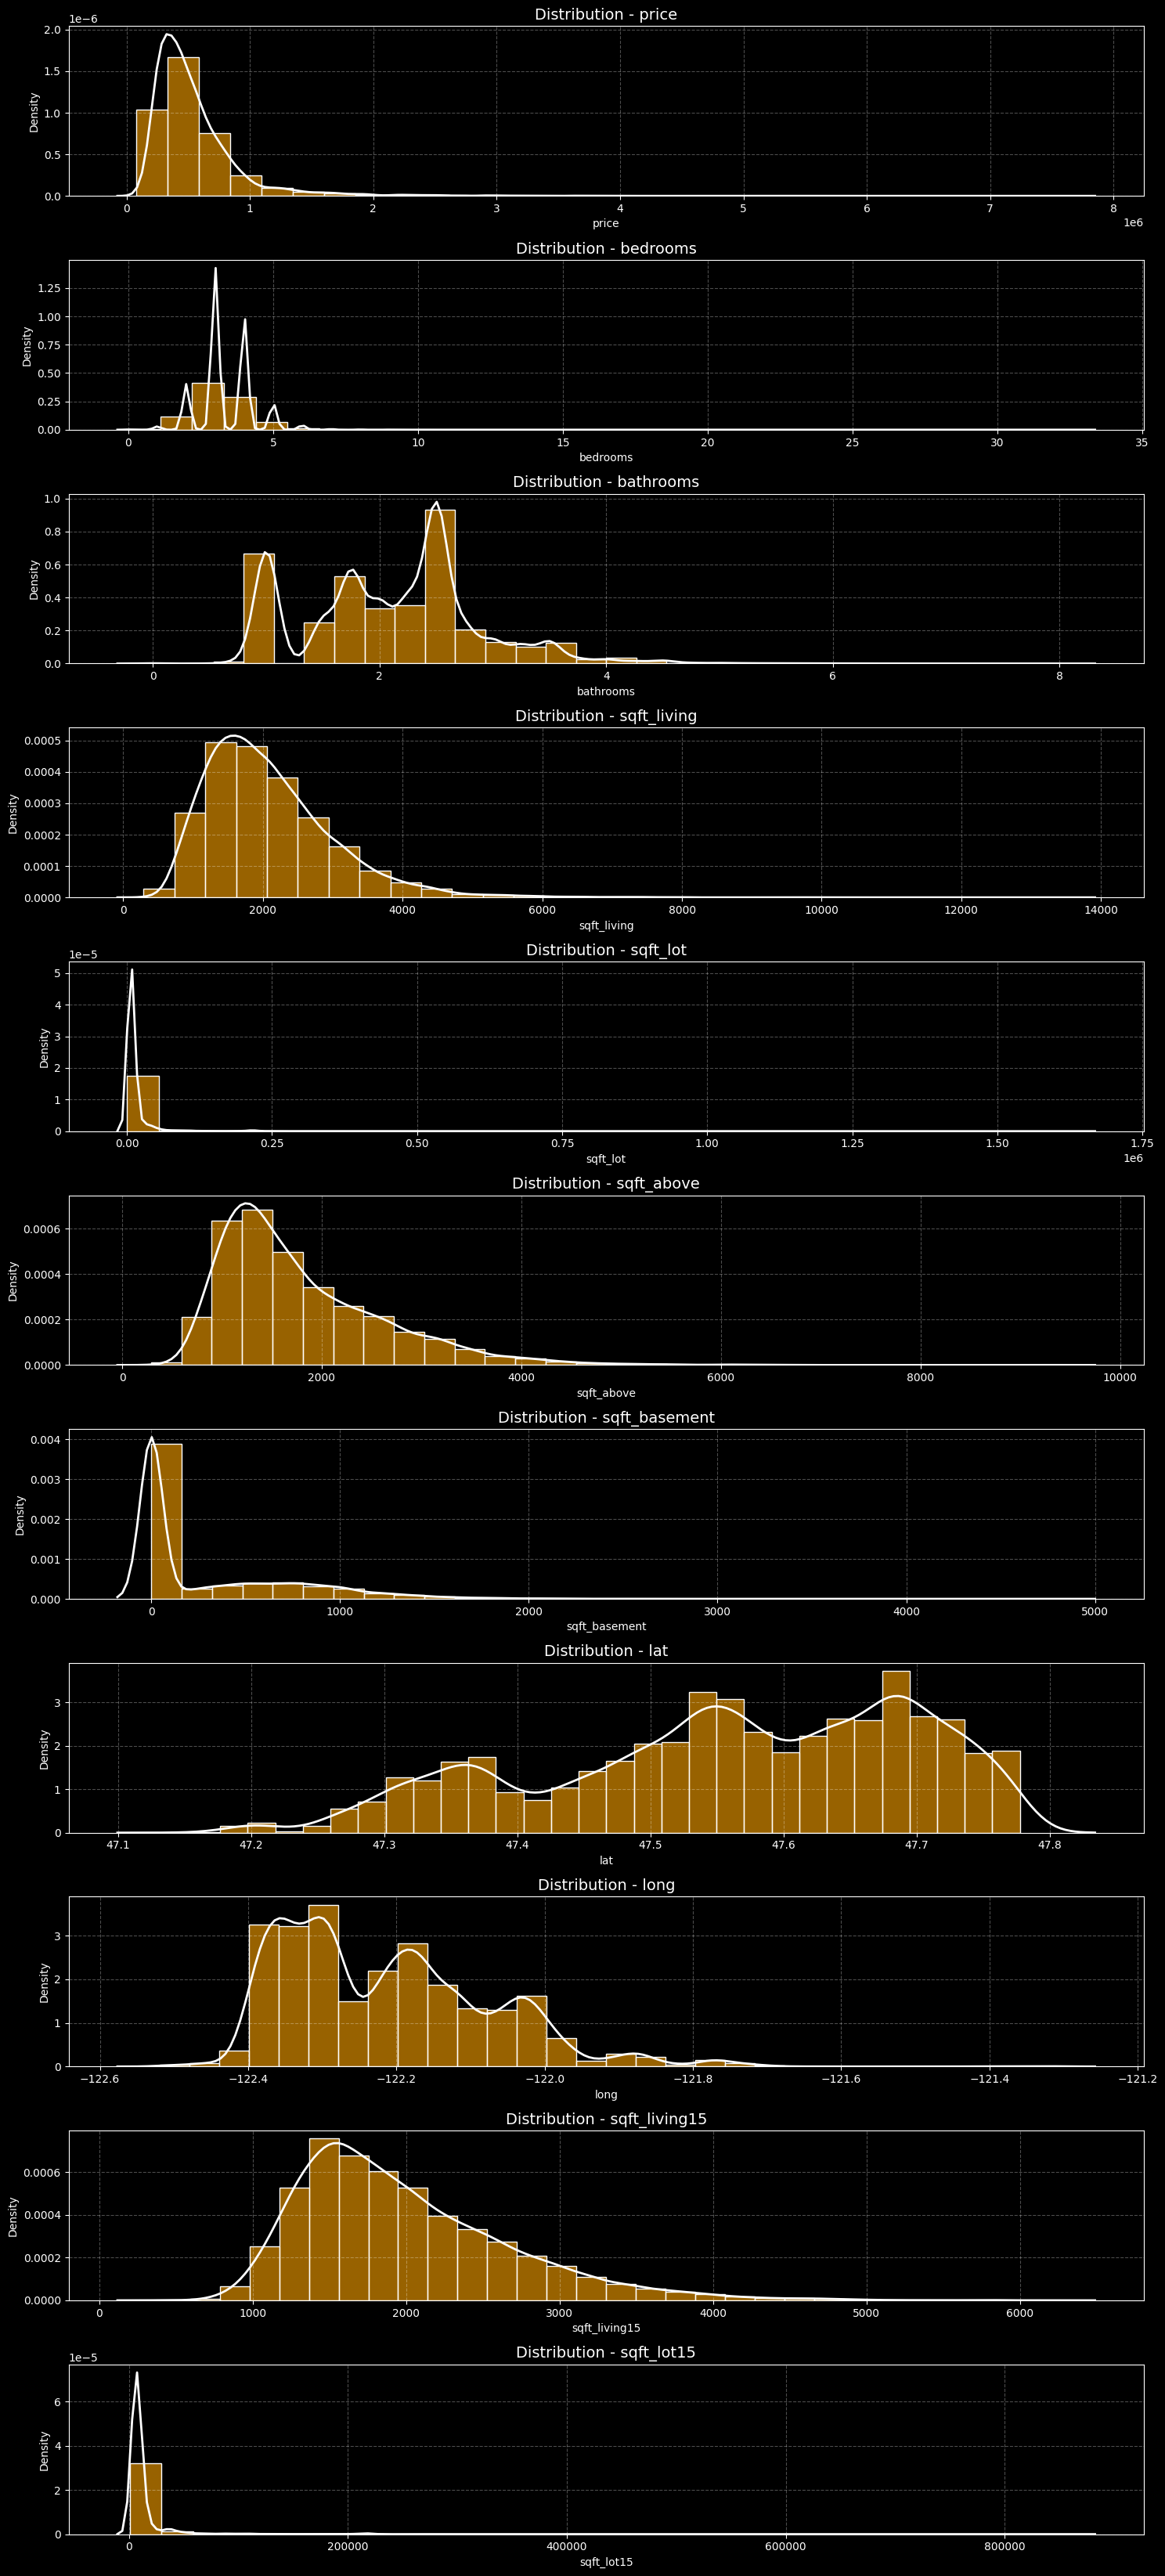 Distribution - price
1e−6
2.0
1.5
1.0
0.5
0.0
Density
0 1 2 3 4 5 6 7 8
price
1e6
Distribution - bedrooms
1.25
1.00
0.75
0.50
0.25
0.00
Density
0 5 10 15 20 25 30 35
bedrooms
Distribution - bathrooms
1.0
0.8
0.6
0.4
0.2
0.0
Density
0 2 4 6 8
bathrooms
Distribution - sqft_living
0.0005
0.0004
0.0003
0.0002
0.0001
0.0000
Density
0 2000 4000 6000 8000 10000 12000 14000
sqft_living
Distribution - sqft_lot
1e−5
5
4
3
2
1
0
Density
0.00 0.25 0.50 0.75 1.00 1.25 1.50 1.75
sqft_lot
1e6
Distribution - sqft_above
0.0006
0.0004
0.0002
0.0000
Density
0 2000 4000 6000 8000 10000
sqft_above
Distribution - sqft_basement
0.004
0.003
0.002
0.001
0.000
Density
0 1000 2000 3000 4000 5000
sqft_basement
Distribution - lat
3
2
1
0
Density
47.1 47.2 47.3 47.4 47.5 47.6 47.7 47.8
lat
Distribution - long
3
2
1
0
Density
−122.6 −122.4 −122.2 −122.0 −121.8 −121.6 −121.4 −121.2
long
Distribution - sqft_living15
0.0006
0.0004
0.0002
0.0000
Density
0 1000 2000 3000 4000 5000 6000
sqft_living15
Distribution - sqft_lot15
1e−5
6
4
2
0
Density
0 200000 400000 600000 800000
sqft_lot15